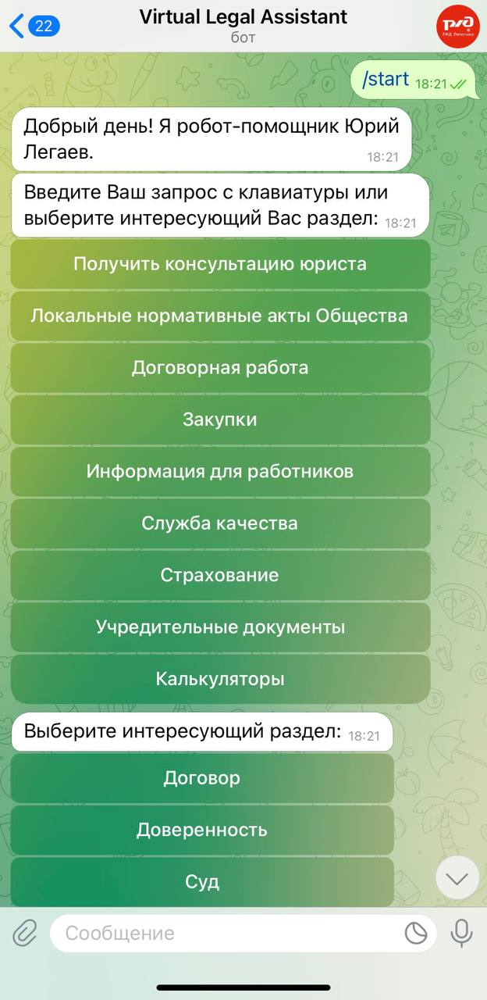 22
Virtual Legal Assistant
бот
ржд
РЖД Логистика
/start 18:21
Добрый день! Я робот-помощник Юрий
Легаев. 18:21
Введите Ваш запрос с клавиатуры или
выберите интересующий Вас раздел: 18:21
Получить консультацию юриста
Локальные нормативные акты Общества
Договорная работа
Закупки
Информация для работников
Служба качества
Страхование
Учредительные документы
Калькуляторы
Выберите интересующий раздел: 18:21
Договор
Доверенность
Суд
Сообщение